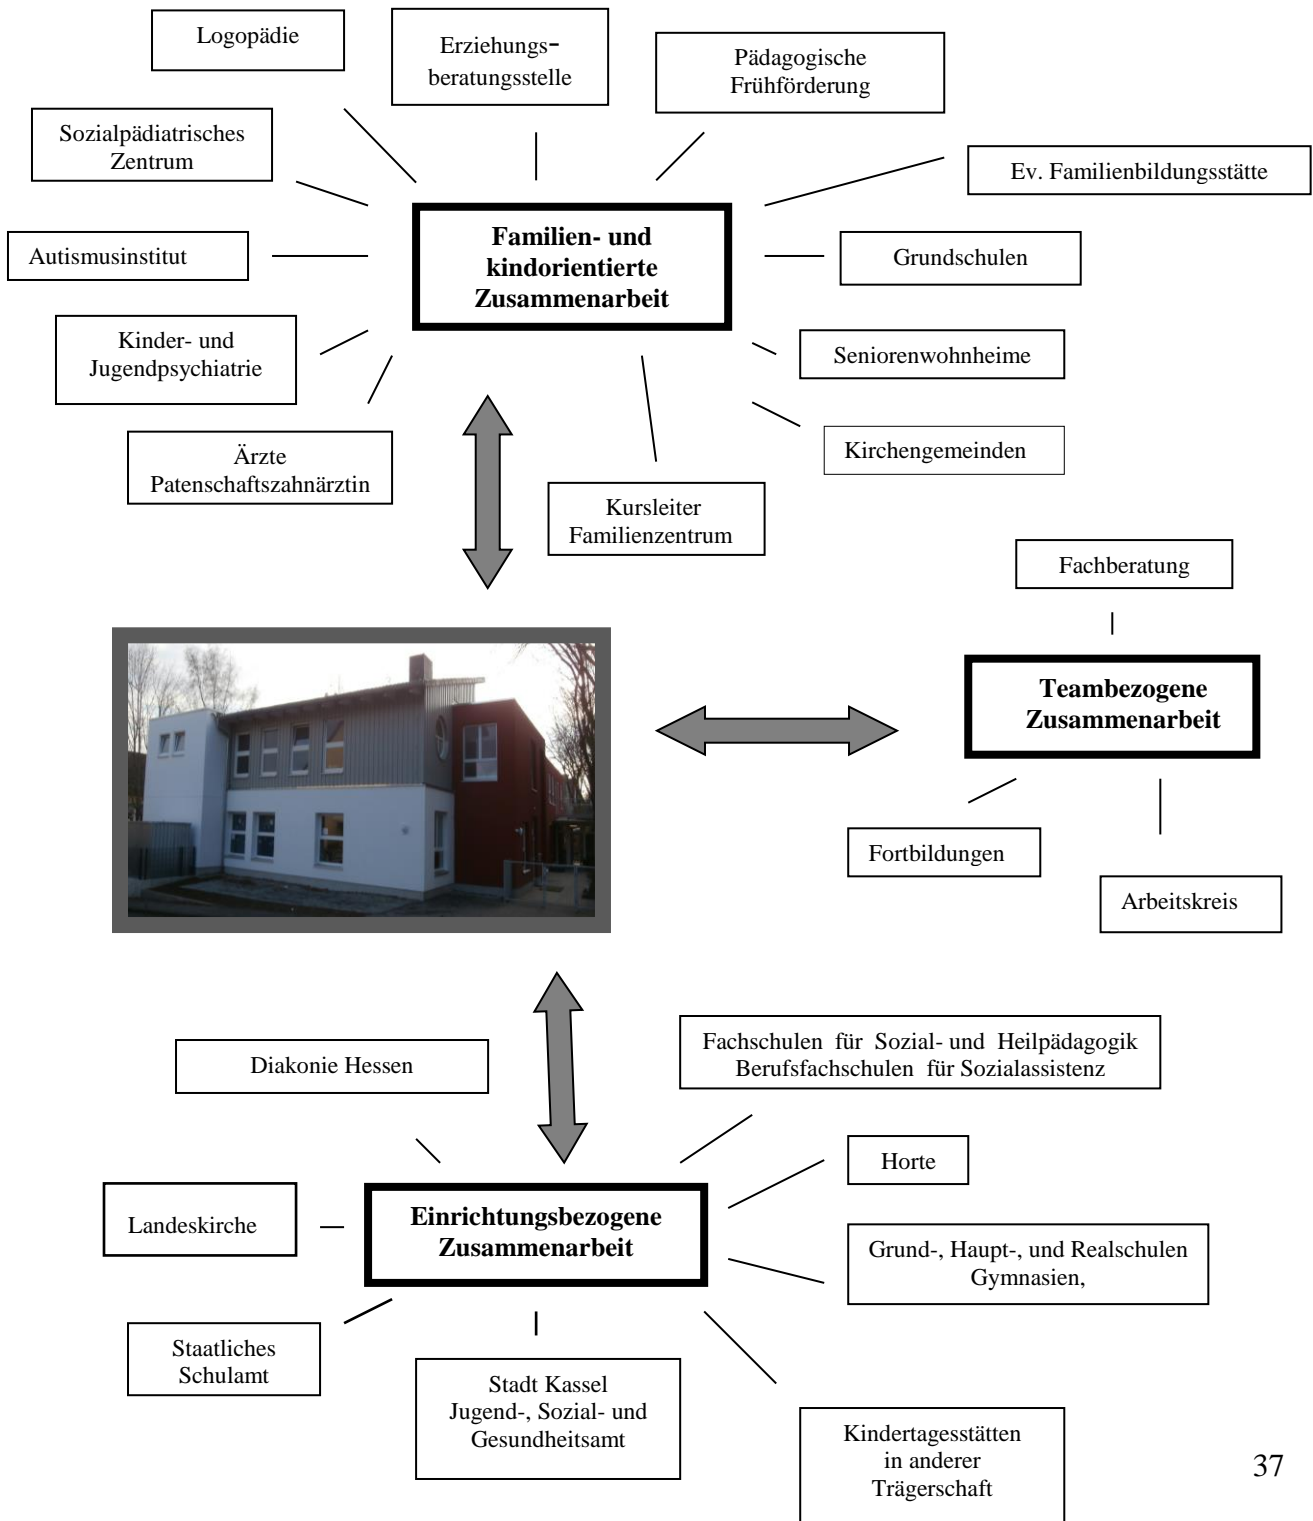 Logopädie
Erziehungs-
beratungsstelle
Pädagogische
Frühförderung
Sozialpädiatrisches
Zentrum
Ev. Familienbildungsstätte
Familien- und
kindorientierte
Zusammenarbeit
Autismusinstitut
Grundschulen
Kinder- und
Jugendpsychiatrie
Seniorenwohnheime
Ärzte
Patenschaftszahnärztin
Kirchengemeinden
Kursleiter
Familienzentrum
Fachberatung
Teambezogene
Zusammenarbeit
Fortbildungen
Arbeitskreis
Diakonie Hessen
Fachschulen für Sozial- und Heilpädagogik
Berufsfachschulen für Sozialassistenz
Horte
Landeskirche
Einrichtungsbezogene
Zusammenarbeit
Grund-, Haupt-, und Realschulen
Gymnasien,
Staatliches
Schulamt
Stadt Kassel
Jugend-, Sozial- und
Gesundheitsamt
Kindertagesstätten
in anderer
Trägerschaft
37